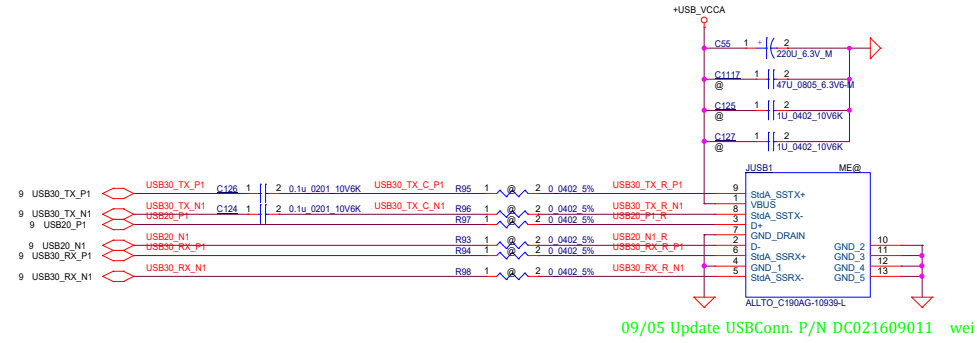 +USB_VCCA
C55 1 + 2
220U_6.3V_M
C1117 1 2
@ 47U_0805_6.3V6-M
C125 1 2
@ 1U_0402_10V6K
C127 1 2
@ 1U_0402_10V6K
JUSB1 ME@
9 USB30_TX_P1 USB30_TX_P1 C126 1 2 0.1u_0201_10V6K USB30_TX_C_P1 R95 1 @ 2 0_0402_5% USB30_TX_R_P1 9 StdA_SSTX+
1 VBUS
9 USB30_TX_N1 USB30_TX_N1 C124 1 2 0.1u_0201_10V6K USB30_TX_C_N1 R96 1 @ 2 0_0402_5% USB30_TX_R_N1 8 StdA_SSTX-
9 USB20_P1 USB20_P1 R97 1 @ 2 0_0402_5% USB20_P1_R 3 D+
7 GND_DRAIN
9 USB20_N1 USB20_N1 R93 1 @ 2 0_0402_5% USB20_N1_R 2 D- GND_2 10
9 USB30_RX_P1 USB30_RX_P1 R94 1 @ 2 0_0402_5% USB30_RX_R_P1 6 StdA_SSRX+ GND_3 11
4 GND_1 GND_4 12
9 USB30_RX_N1 USB30_RX_N1 R98 1 @ 2 0_0402_5% USB30_RX_R_N1 5 StdA_SSRX- GND_5 13
ALLTO_C190AG-10939-L
09/05 Update USBConn. P/N DC021609011 wei